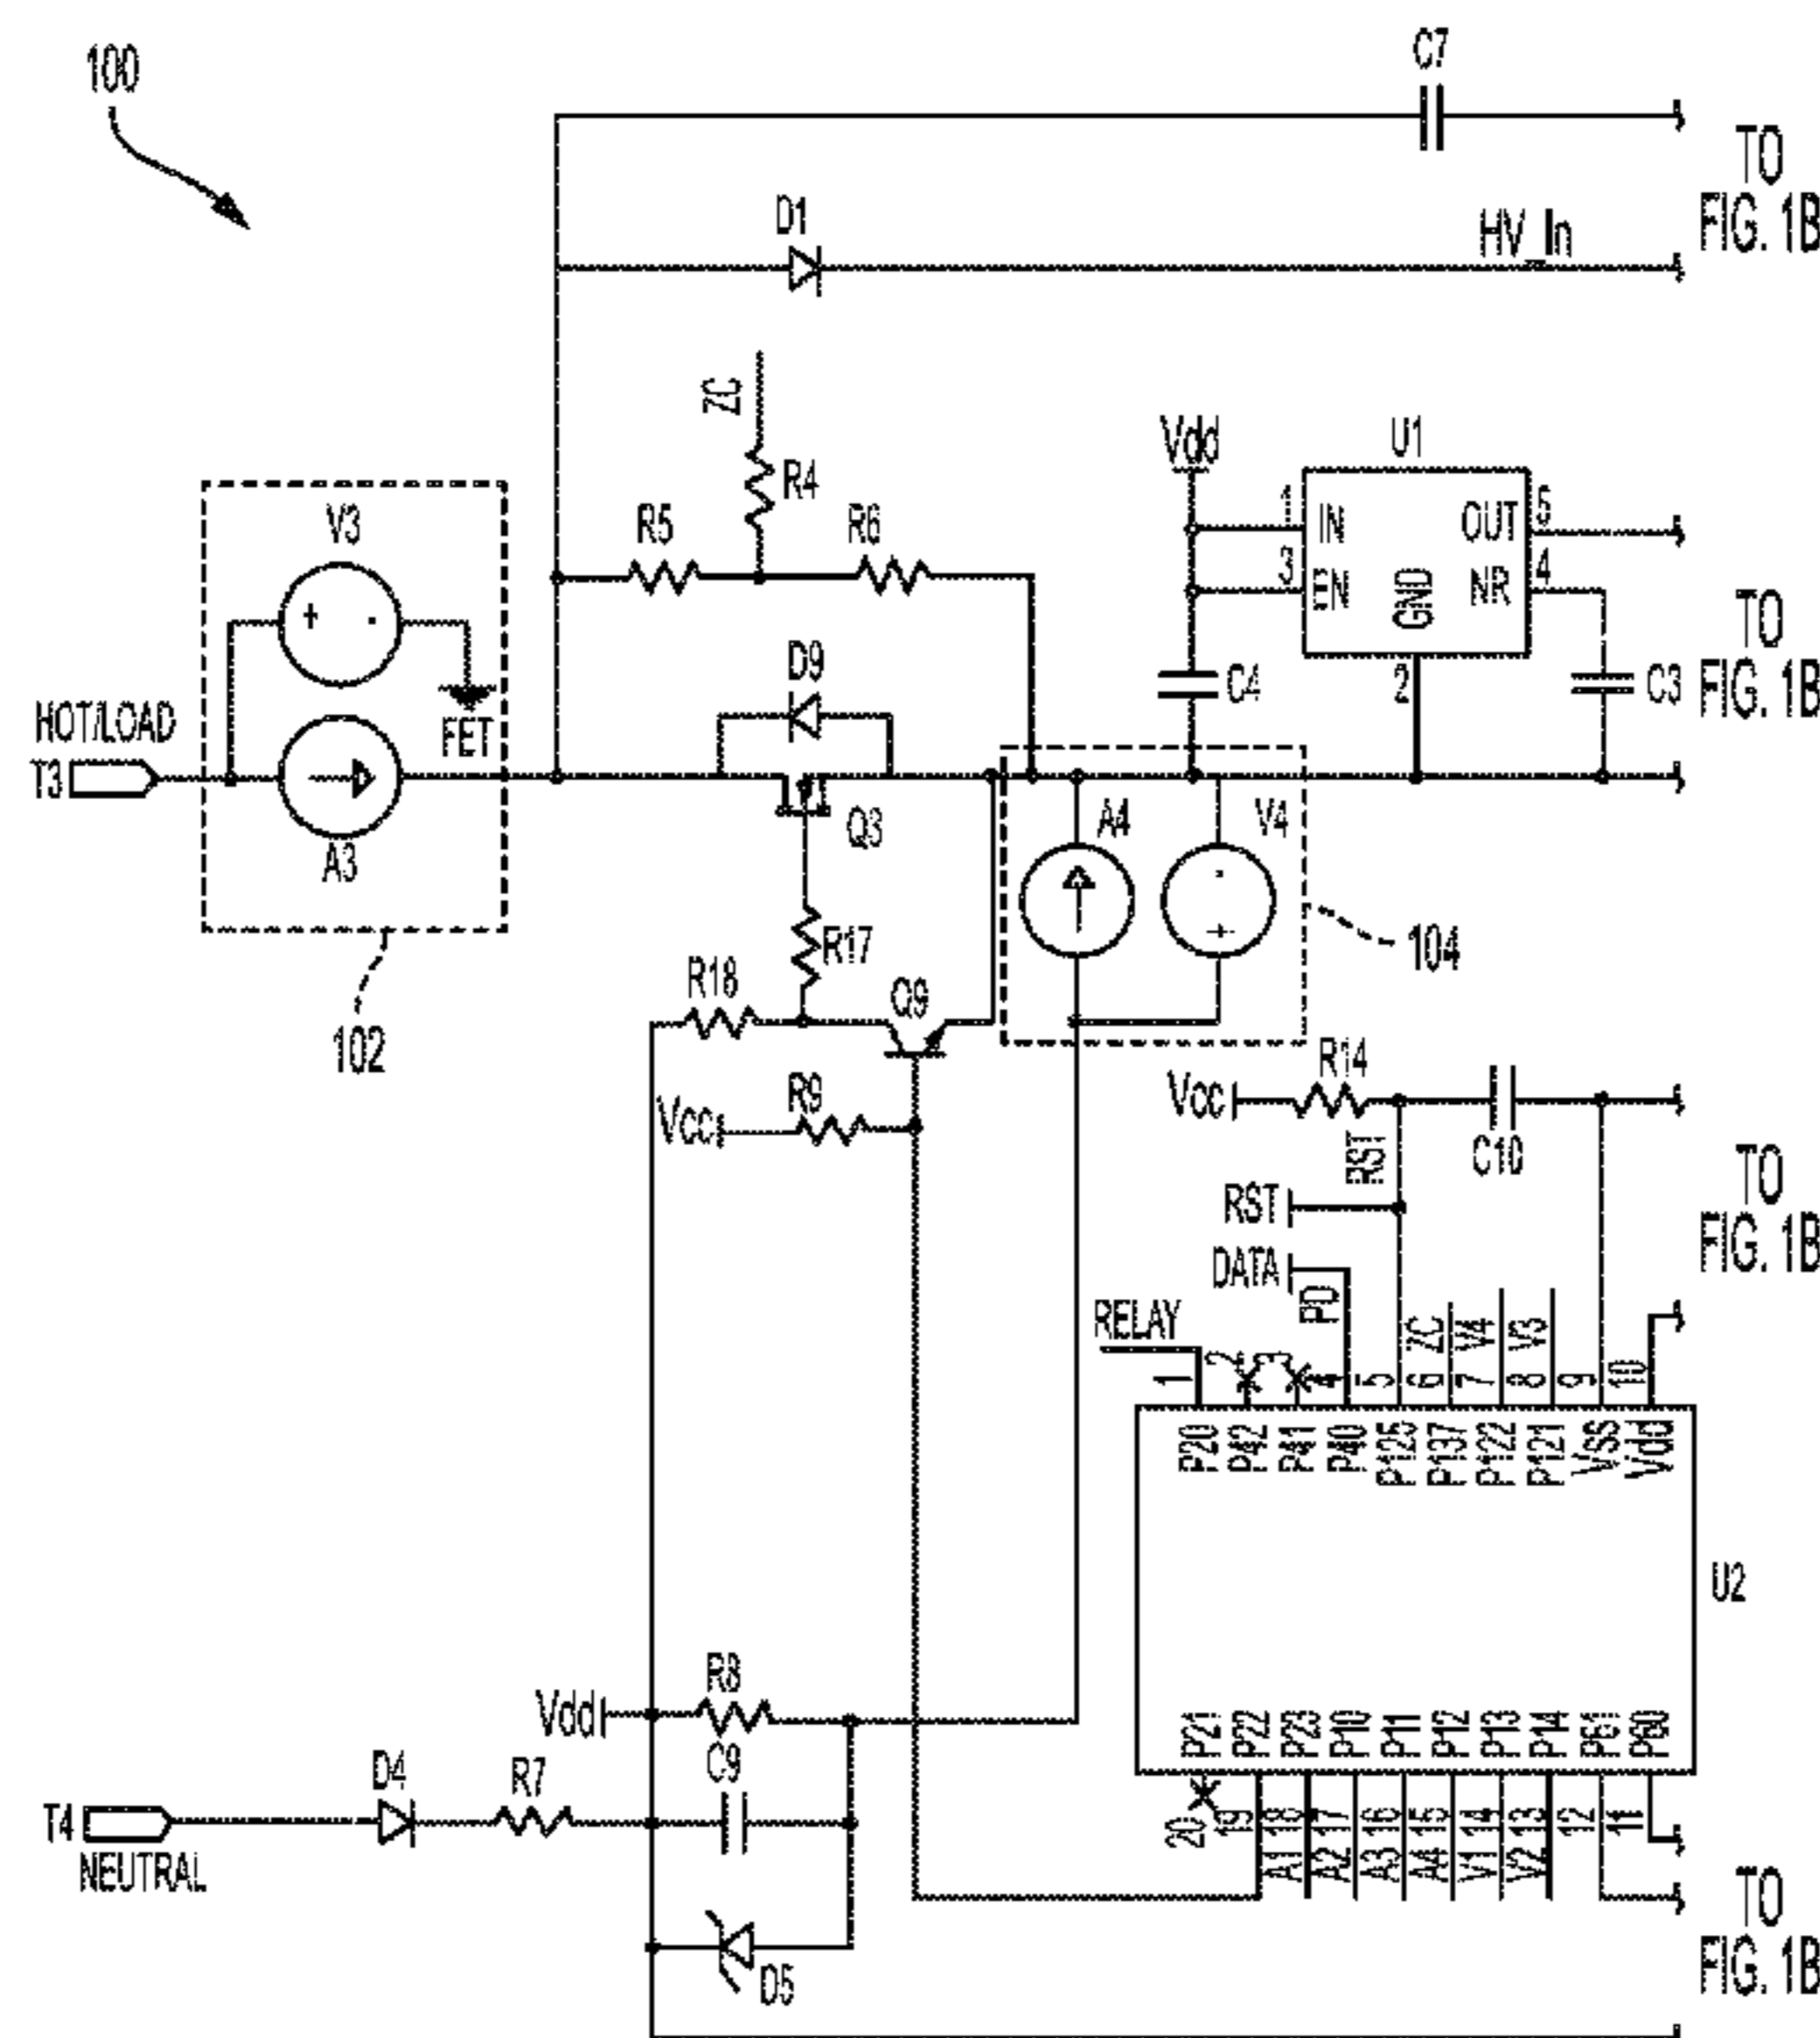 100
C7
TO
FIG. 1B
D1
HV_In
ZC
R4
R5
R6
Vdd
U1
1
IN
OUT
5
3
EN
GND
NR
4
2
C4
C3
TO
FIG. 1B
V3
+
-
FET
HOT/LOAD
T3
A3
102
D9
Q3
A4
V4
-
+
104
R17
R18
Q9
Vcc
R9
Vcc
R14
RST
C10
TO
FIG. 1B
RST
DATA
PD
RELAY
1
2
3
4
5
6 ZC
7 V4
8 V3
9
10
P20
P42
P41
P40
P125
P137
P122
P121
Vss
Vdd
U2
P21
P22
P23
P10
P11
P12
P13
P14
P61
P60
20
19
A1 18
A2 17
A3 16
A4 15
V1 14
V2 13
12
11
TO
FIG. 1B
Vdd
R8
C9
D4
R7
T4
NEUTRAL
D5